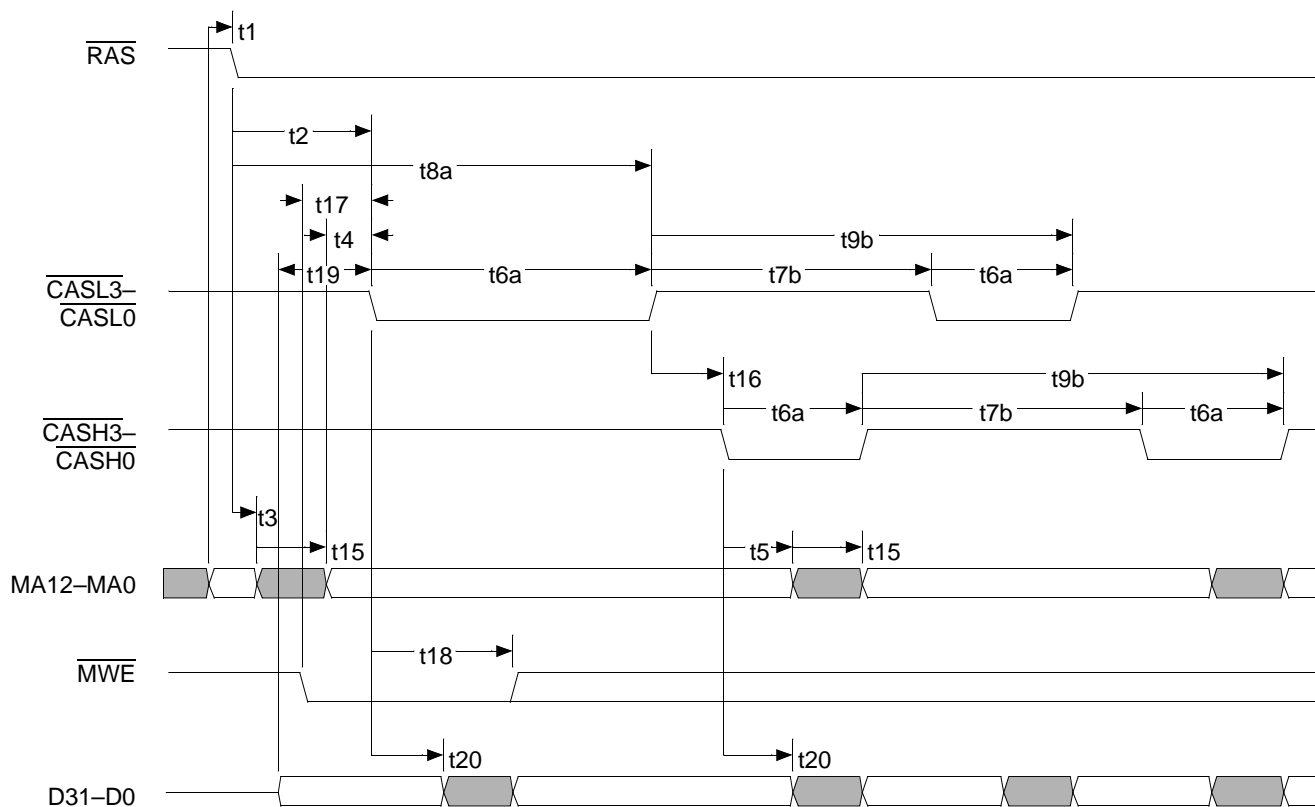 t1
RAS
t2
t8a
t17
t4
t9b
t19
t6a
t7b
t6a
CASL3–
CASL0
t16
t9b
t6a
t7b
t6a
CASH3–
CASH0
t3
t15
t5
t15
MA12–MA0
t18
MWE
t20
t20
D31–D0